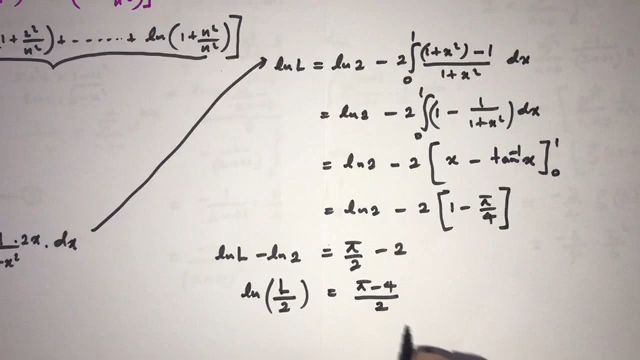 1 + r²/n²) + ...... + ln(1 + n²/n²)]
ln L = ln 2 − 2∫₀¹ ((1+x²) − 1)/(1+x²) dx
= ln 2 − 2∫₀¹ (1 − 1/(1+x²)) dx
= ln 2 − 2[x − tan⁻¹x]₀¹
= ln 2 − 2[1 − π/4]
· 2x · dx
ln L − ln 2 = π/2 − 2
ln(L/2) = (π−4)/2